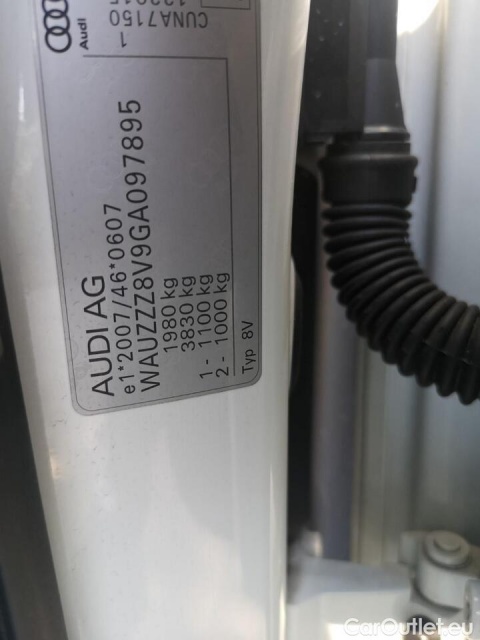 AUDI AG
e1*2007/46*0607
WAUZZZ8V9GA097895
1980 kg
3830 kg
1 - 1100 kg
2 - 1000 kg
Typ 8V
Audi
1
CUNA7150
CarOutlet.eu